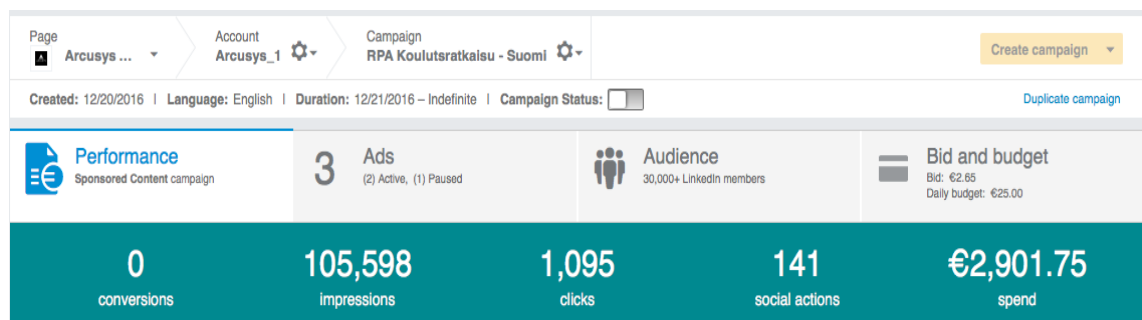 Page
Arcusys ...
Account
Arcusys_1
Campaign
RPA Koulutsratkaisu - Suomi
Create campaign
Created: 12/20/2016 | Language: English | Duration: 12/21/2016 – Indefinite | Campaign Status:
Duplicate campaign
Performance
Sponsored Content campaign
3
Ads
(2) Active, (1) Paused
Audience
30,000+ LinkedIn members
Bid and budget
Bid: €2.65
Daily budget: €25.00
0
conversions
105,598
impressions
1,095
clicks
141
social actions
€2,901.75
spend